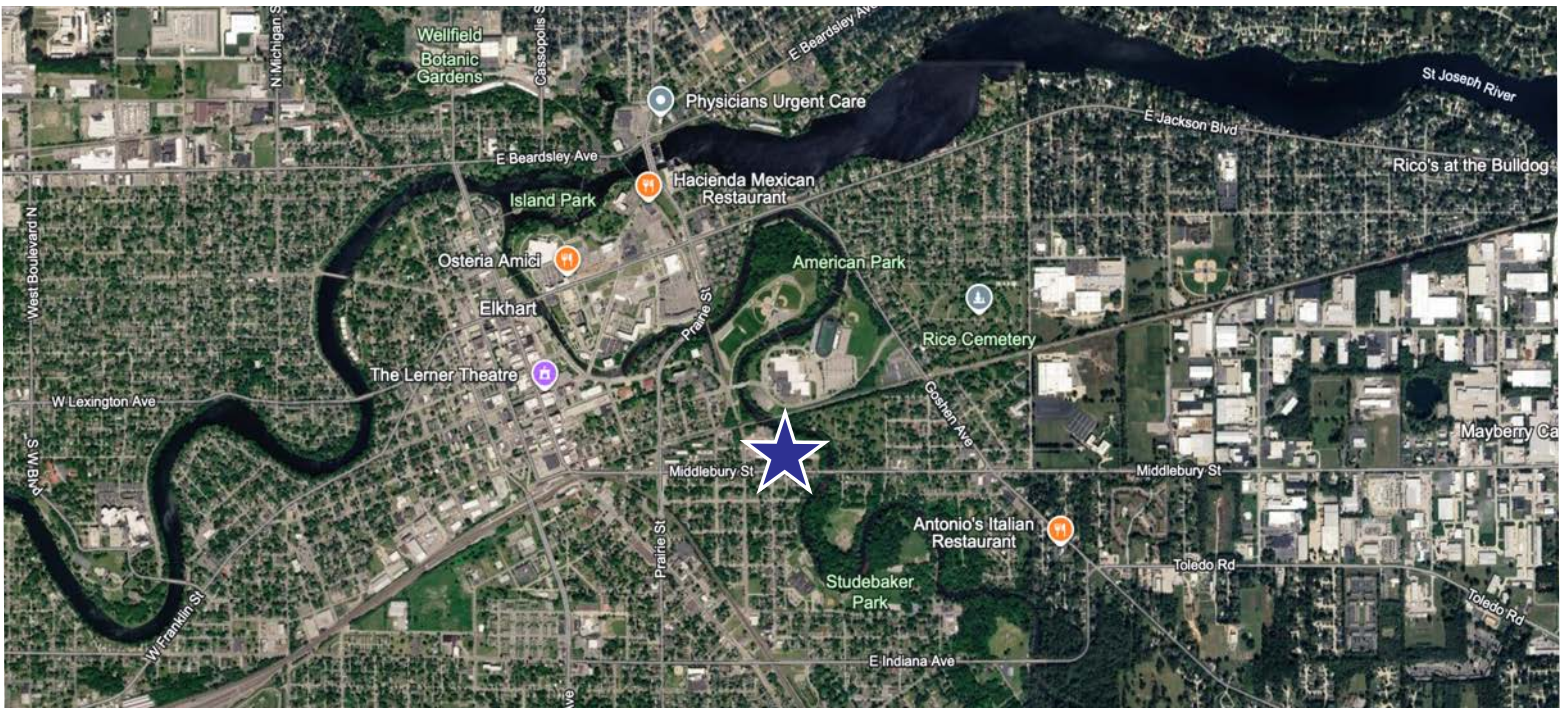 Wellfield
Botanic
Gardens
N Michigan S
Cassopolis S
E Beardsley Ave
Physicians Urgent Care
St Joseph River
E Jackson Blvd
E Beardsley Ave
Rico's at the Bulldog
Hacienda Mexican
Restaurant
Island Park
West Boulevard N
Osteria Amici
American Park
Elkhart
Prairie St
Rice Cemetery
The Lerner Theatre
W Lexington Ave
Goshen Ave
Mayberry Ca
Middlebury St
Middlebury St
Antonio's Italian
Restaurant
Prairie St
Toledo Rd
Studebaker
Park
Toledo Rd
W Franklin St
E Indiana Ave
Ave